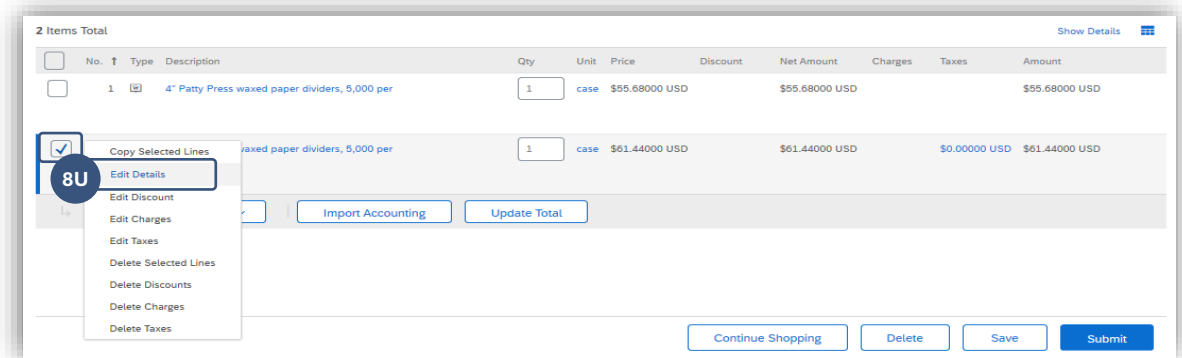 2 Items Total Show Details
No. ↑ Type Description Qty Unit Price Discount Net Amount Charges Taxes Amount
1 4" Patty Press waxed paper dividers, 5,000 per 1 case $55.68000 USD $55.68000 USD $55.68000 USD
waxed paper dividers, 5,000 per 1 case $61.44000 USD $61.44000 USD $0.00000 USD $61.44000 USD
Copy Selected Lines
8U Edit Details
Edit Discount
Edit Charges
Edit Taxes
Delete Selected Lines
Delete Discounts
Delete Charges
Delete Taxes
Import Accounting Update Total
Continue Shopping Delete Save Submit